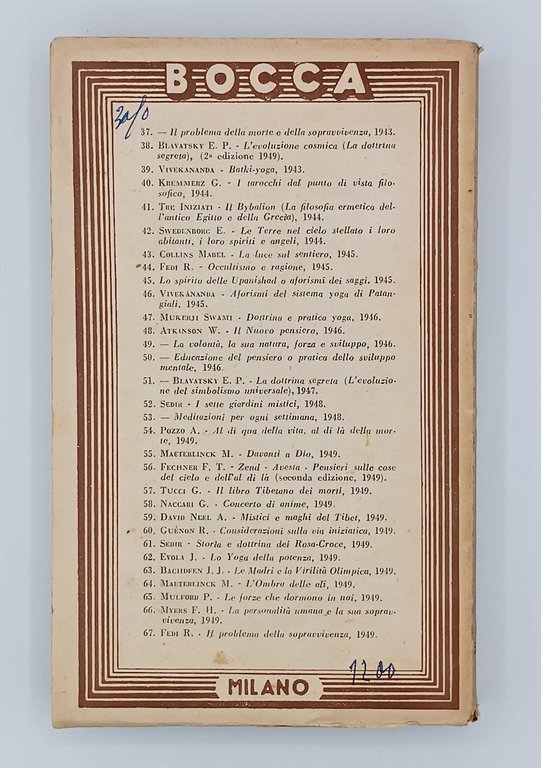 BOCCA
37. — Il problema della morte e della sopravvivenza, 1943.
38. BLAVATSKY E. P. - L'evoluzione cosmica (La dottrina
segreta), (2ª edizione 1949).
39. VIVEKANANDA - Batki-yoga, 1943.
40. KREMMERZ G. - I tarocchi dal punto di vista filo-
sofico, 1944.
41. TRE INIZIATI - Il Bybalion (La filosofia ermetica del-
l'antico Egitto e della Grecia), 1944.
42. SWEDENBORG E. - Le Terre nel cielo stellato i loro
abitanti, i loro spiriti e angeli, 1944.
43. COLLINS MABEL - La luce sul sentiero, 1945.
44. FEDI R. - Occultismo e ragione, 1945.
45. Lo spirito delle Upanishad o aforismi dei saggi. 1945.
46. VIVEKANANDA - Aforismi del sistema yoga di Patan-
giali, 1945.
47. MUKERJI SWAMI - Dottrina e pratica yoga, 1946.
48. ATKINSON W. - Il Nuovo pensiero, 1946.
49. — La volontà, la sua natura, forza e sviluppo, 1946.
50. — Educazione del pensiero o pratica dello sviluppo
mentale, 1946.
51. — BLAVATSKY E. P. - La dottrina segreta (L'evoluzio-
ne del simbolismo universale), 1947.
52. SEDIR - I sette giardini mistici, 1948.
53. — Meditazioni per ogni settimana, 1948.
54. POZZO A. - Al di qua della vita, al di là della mor-
te, 1949.
55. MAETERLINCK M. - Davanti a Dio, 1949.
56. FECHNER F. T. - Zend - Avesta - Pensieri sulle cose
del cielo e dell'al di là (seconda edizione, 1949).
57. TUCCI G. - Il libro Tibetano dei morti, 1949.
58. NACCARI G. - Concerto di anime, 1949.
59. DAVID NEEL A. - Mistici e maghi del Tibet, 1949.
60. GUÉNON R. - Considerazioni sulla via iniziatica, 1949.
61. SEDIR - Storia e dottrina dei Rosa-Croce, 1949.
62. EVOLA J. - Lo Yoga della potenza, 1949.
63. BACHOFEN J. J. - Le Madri e la Virilità Olimpica, 1949.
64. MAETERLINCK M. - L'Ombra delle ali, 1949.
65. MULFORD P. - Le forze che dormono in noi, 1949.
66. MYERS F. H. - La personalità umana e la sua soprav-
vivenza, 1949.
67. FEDI R. - Il problema della sopravvivenza, 1949.
1200
MILANO